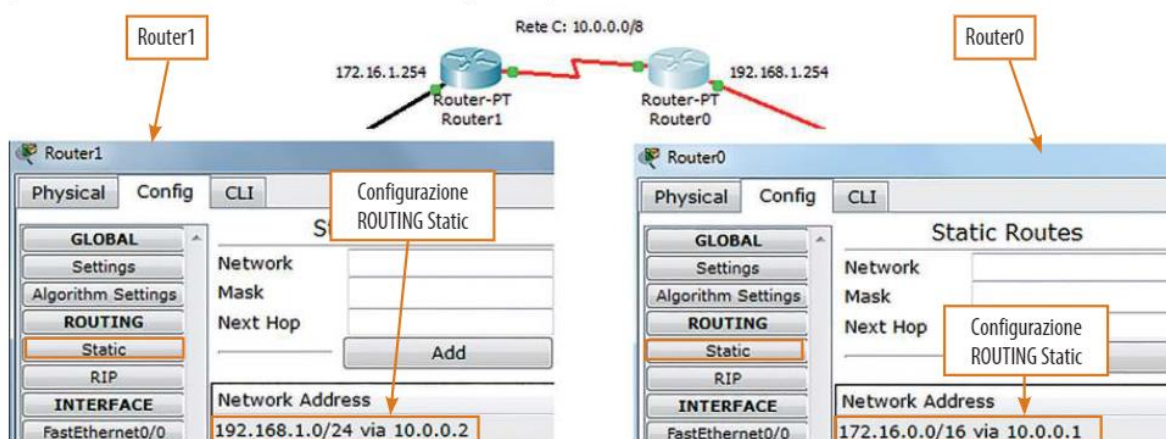 Router1
Rete C: 10.0.0.0/8
Router0
172.16.1.254
192.168.1.254
Router-PT
Router1
Router-PT
Router0
Router1
Physical
Config
CLI
Configurazione
ROUTING Static
GLOBAL
Settings
Algorithm Settings
ROUTING
Static
RIP
INTERFACE
FastEthernet0/0
Network
Mask
Next Hop
Add
Network Address
192.168.1.0/24 via 10.0.0.2
Router0
Physical
Config
CLI
GLOBAL
Settings
Algorithm Settings
ROUTING
Static
RIP
INTERFACE
FastEthernet0/0
Static Routes
Network
Mask
Next Hop
Configurazione
ROUTING Static
Network Address
172.16.0.0/16 via 10.0.0.1